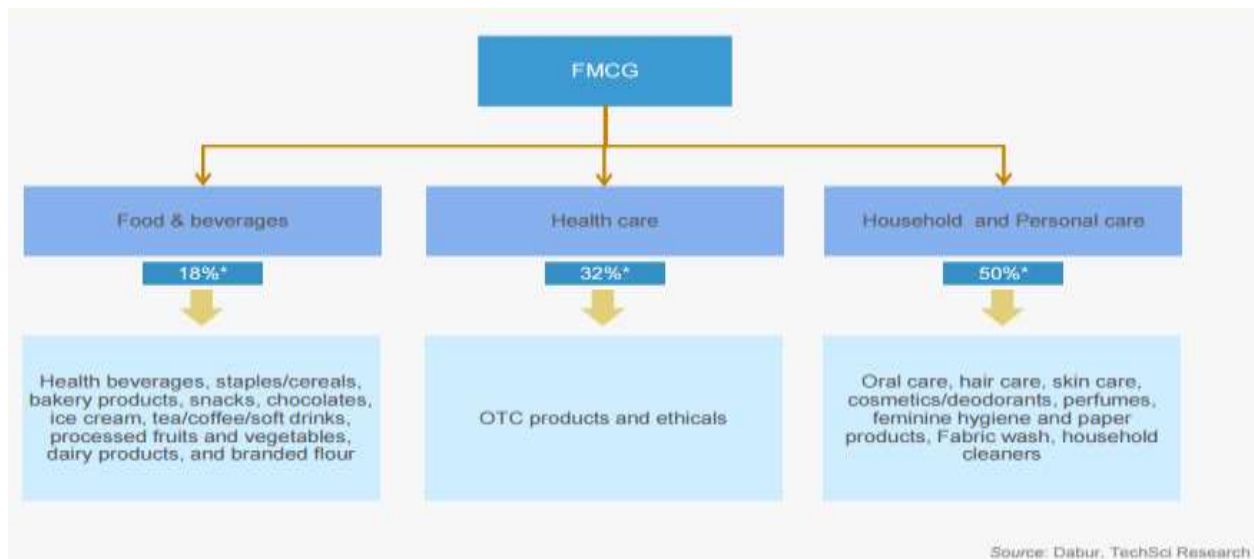 FMCG
Food & beverages
Health care
Household and Personal care
18%*
32%*
50%*
Health beverages, staples/cereals,
bakery products, snacks, chocolates,
ice cream, tea/coffee/soft drinks,
processed fruits and vegetables,
dairy products, and branded flour
OTC products and ethicals
Oral care, hair care, skin care,
cosmetics/deodorants, perfumes,
feminine hygiene and paper
products, Fabric wash, household
cleaners
Source: Dabur, TechSci Research